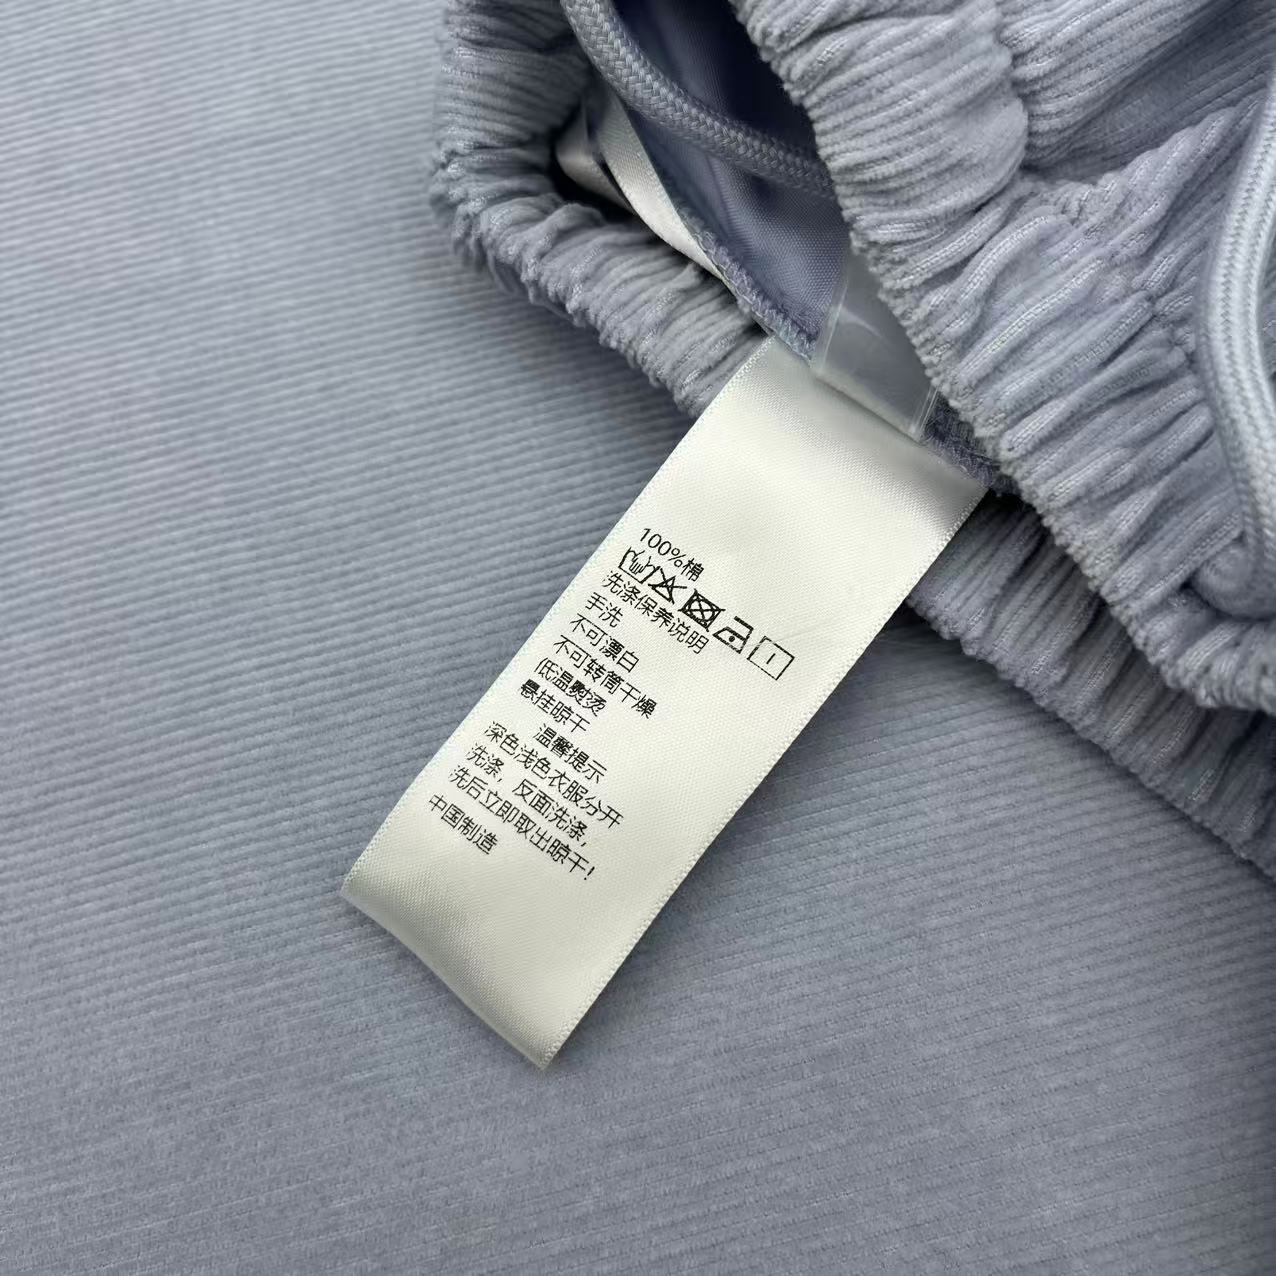 100%棉
洗涤保养说明
手洗
不可漂白
不可转筒干燥
低温熨烫
悬挂晾干
温馨提示
深色浅色衣服分开
洗涤，反面洗涤，
洗后立即取出晾干！
中国制造